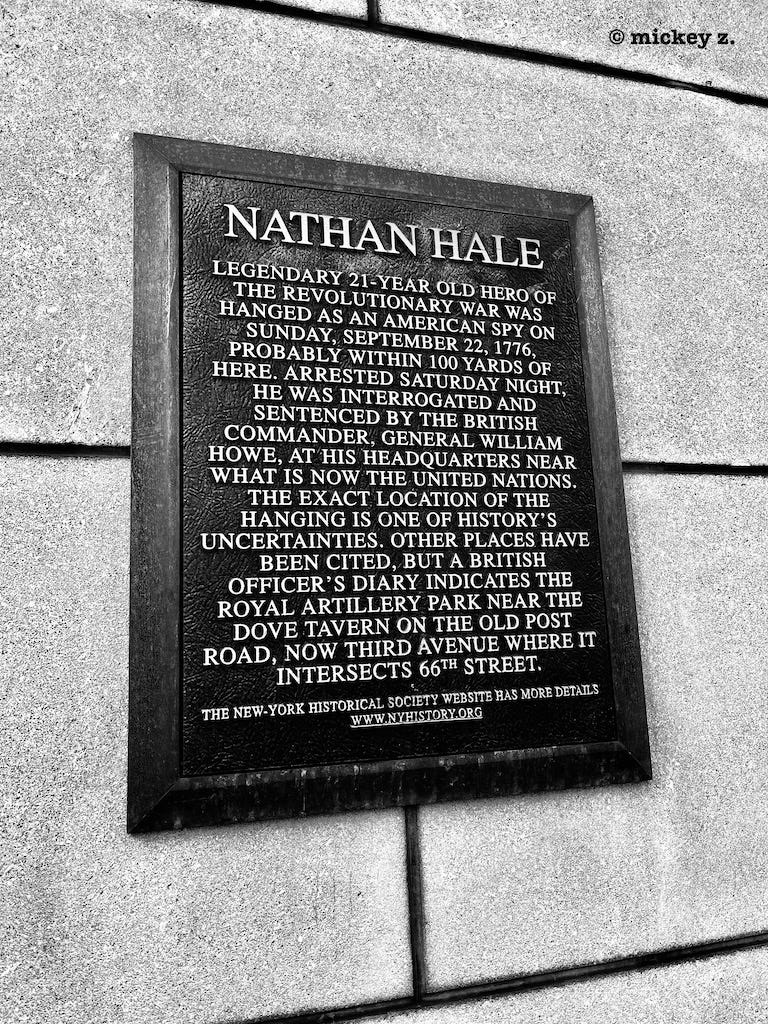 © mickey z.
NATHAN HALE
LEGENDARY 21-YEAR OLD HERO OF
THE REVOLUTIONARY WAR WAS
HANGED AS AN AMERICAN SPY ON
SUNDAY, SEPTEMBER 22, 1776,
PROBABLY WITHIN 100 YARDS OF
HERE. ARRESTED SATURDAY NIGHT,
HE WAS INTERROGATED AND
SENTENCED BY THE BRITISH
COMMANDER, GENERAL WILLIAM
HOWE, AT HIS HEADQUARTERS NEAR
WHAT IS NOW THE UNITED NATIONS.
THE EXACT LOCATION OF THE
HANGING IS ONE OF HISTORY'S
UNCERTAINTIES. OTHER PLACES HAVE
BEEN CITED, BUT A BRITISH
OFFICER'S DIARY INDICATES THE
ROYAL ARTILLERY PARK NEAR THE
DOVE TAVERN ON THE OLD POST
ROAD, NOW THIRD AVENUE WHERE IT
INTERSECTS 66TH STREET.
THE NEW-YORK HISTORICAL SOCIETY WEBSITE HAS MORE DETAILS
WWW.NYHISTORY.ORG